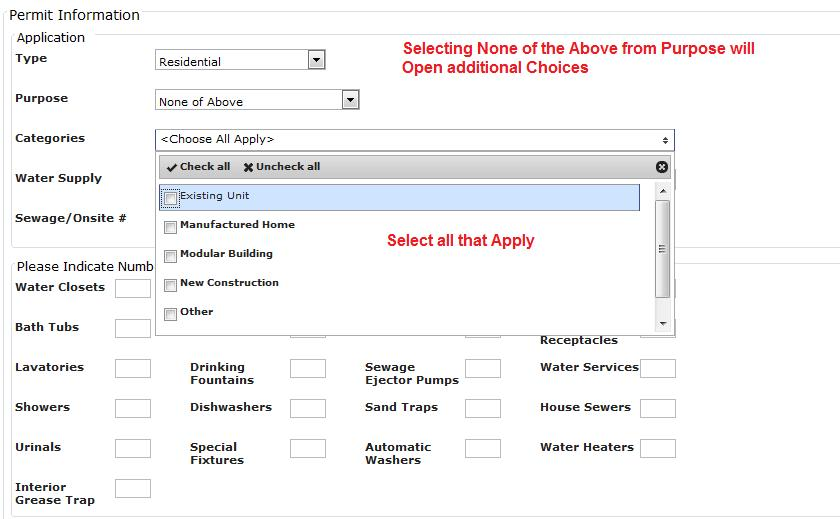 Permit Information
Application
Type
Residential
Selecting None of the Above from Purpose will
Open additional Choices
Purpose
None of Above
Categories
<Choose All Apply>
Check all Uncheck all
Water Supply
Existing Unit
Sewage/Onsite #
Manufactured Home
Select all that Apply
Modular Building
Please Indicate Numb
New Construction
Water Closets
Other
Bath Tubs
Receptacles
Lavatories
Drinking
Fountains
Sewage
Ejector Pumps
Water Services
Showers
Dishwashers
Sand Traps
House Sewers
Urinals
Special
Fixtures
Automatic
Washers
Water Heaters
Interior
Grease Trap